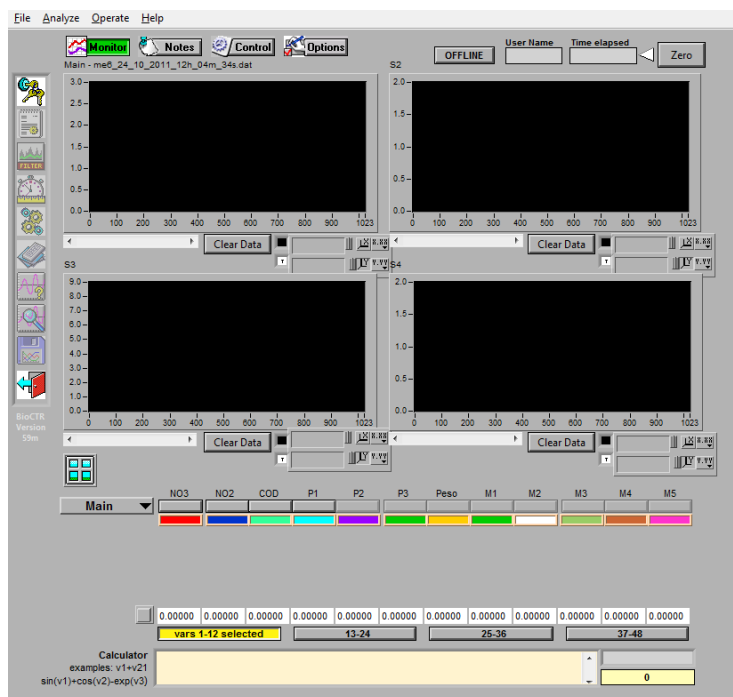 File Analyze Operate Help
Monitor Notes Control Options
OFFLINE
User Name Time elapsed
Zero
Main - me6_24_10_2011_12h_04m_34s.dat
S2
3.0
2.5
2.0
1.5
1.0
0.5
0.0
0 100 200 300 400 500 600 700 800 900 1023
2.0
1.5
1.0
0.5
0.0
0 100 200 300 400 500 600 700 800 900 1023
FILTER
Clear Data
X X.XX
Y Y.YY
Clear Data
X X.XX
Y Y.YY
S3
S4
9.0
8.0
7.0
6.0
5.0
4.0
3.0
2.0
1.0
0.0
0 100 200 300 400 500 600 700 800 900 1023
2.0
1.5
1.0
0.5
0.0
0 100 200 300 400 500 600 700 800 900 1023
BioCTR
Version
Clear Data
X X.XX
Y Y.YY
Clear Data
X X.XX
Y Y.YY
NO3 NO2 COD P1 P2 P3 Peso M1 M2 M3 M4 M5
Main
0.00000 0.00000 0.00000 0.00000 0.00000 0.00000 0.00000 0.00000 0.00000 0.00000 0.00000 0.00000
vars 1-12 selected 13-24 25-36 37-48
Calculator
examples: v1+v21
sin(v1)+cos(v2)-exp(v3)
0